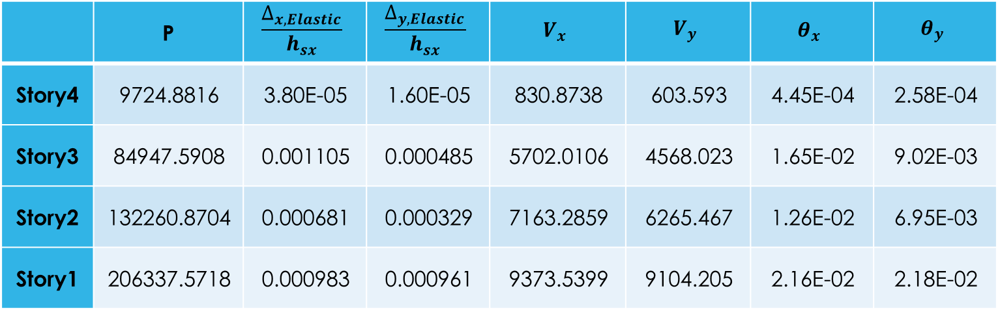 P Δx,Elastic/hsx Δy,Elastic/hsx Vx Vy θx θy
Story4 9724.8816 3.80E-05 1.60E-05 830.8738 603.593 4.45E-04 2.58E-04
Story3 84947.5908 0.001105 0.000485 5702.0106 4568.023 1.65E-02 9.02E-03
Story2 132260.8704 0.000681 0.000329 7163.2859 6265.467 1.26E-02 6.95E-03
Story1 206337.5718 0.000983 0.000961 9373.5399 9104.205 2.16E-02 2.18E-02